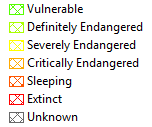 Vulnerable
Definitely Endangered
Severely Endangered
Critically Endangered
Sleeping
Extinct
Unknown